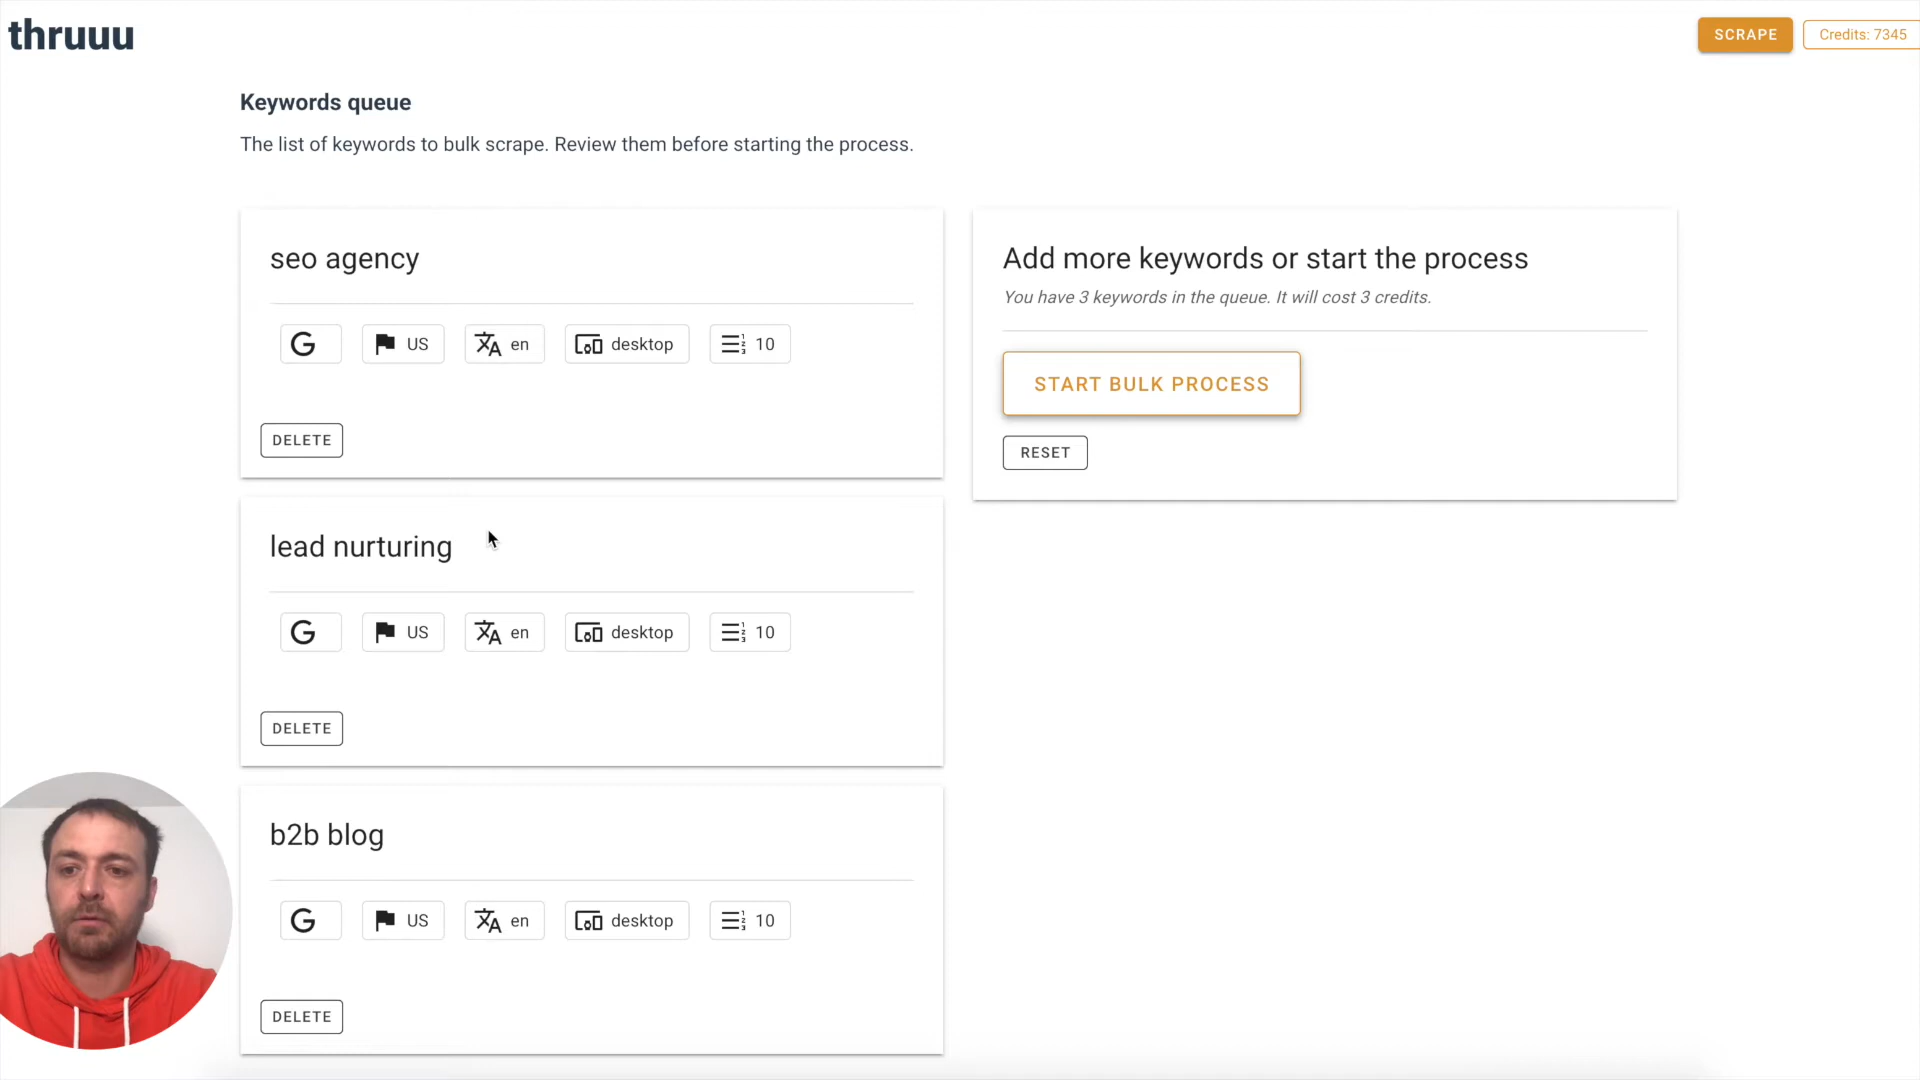 thruuu
SCRAPE
Credits: 7345
Keywords queue
The list of keywords to bulk scrape. Review them before starting the process.
seo agency
G
US
en
desktop
10
DELETE
Add more keywords or start the process
You have 3 keywords in the queue. It will cost 3 credits.
START BULK PROCESS
RESET
lead nurturing
G
US
en
desktop
10
DELETE
b2b blog
G
US
en
desktop
10
DELETE